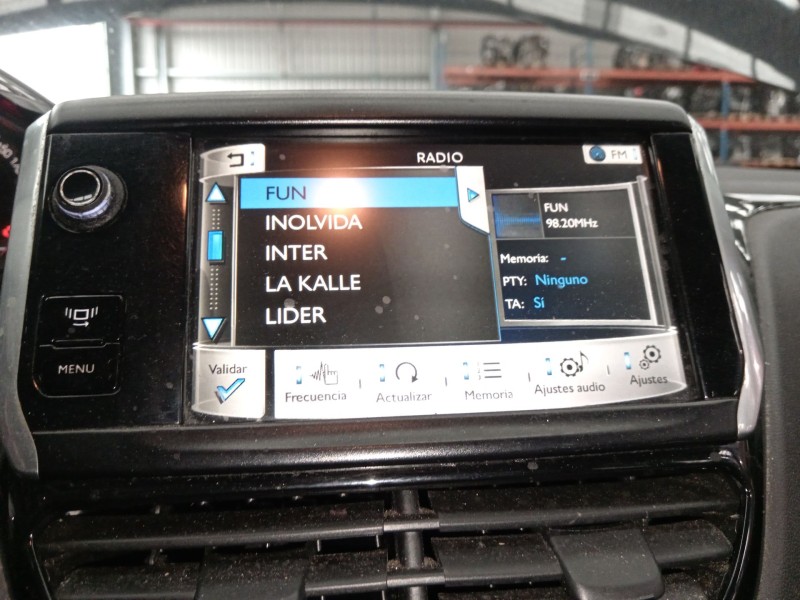 RADIO
FM
FUN
INOLVIDA
INTER
LA KALLE
LIDER
FUN
98.20MHz
Memoria: -
PTY: Ninguno
TA: Sí
MENU
Validar
Frecuencia
Actualizar
Memoria
Ajustes audio
Ajustes